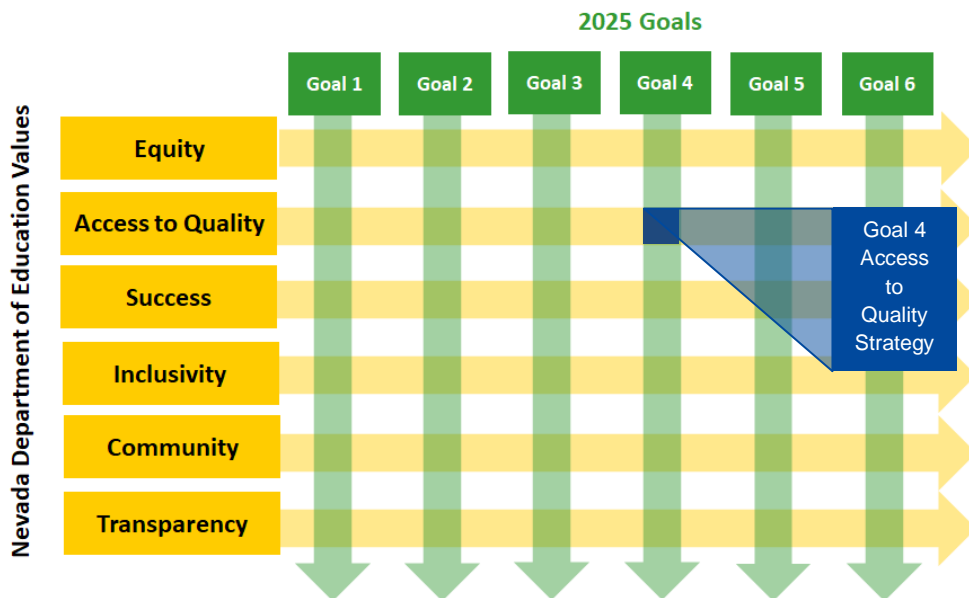 2025 Goals
Goal 1
Goal 2
Goal 3
Goal 4
Goal 5
Goal 6
Nevada Department of Education Values
Equity
Access to Quality
Success
Inclusivity
Community
Transparency
Goal 4
Access
to
Quality
Strategy